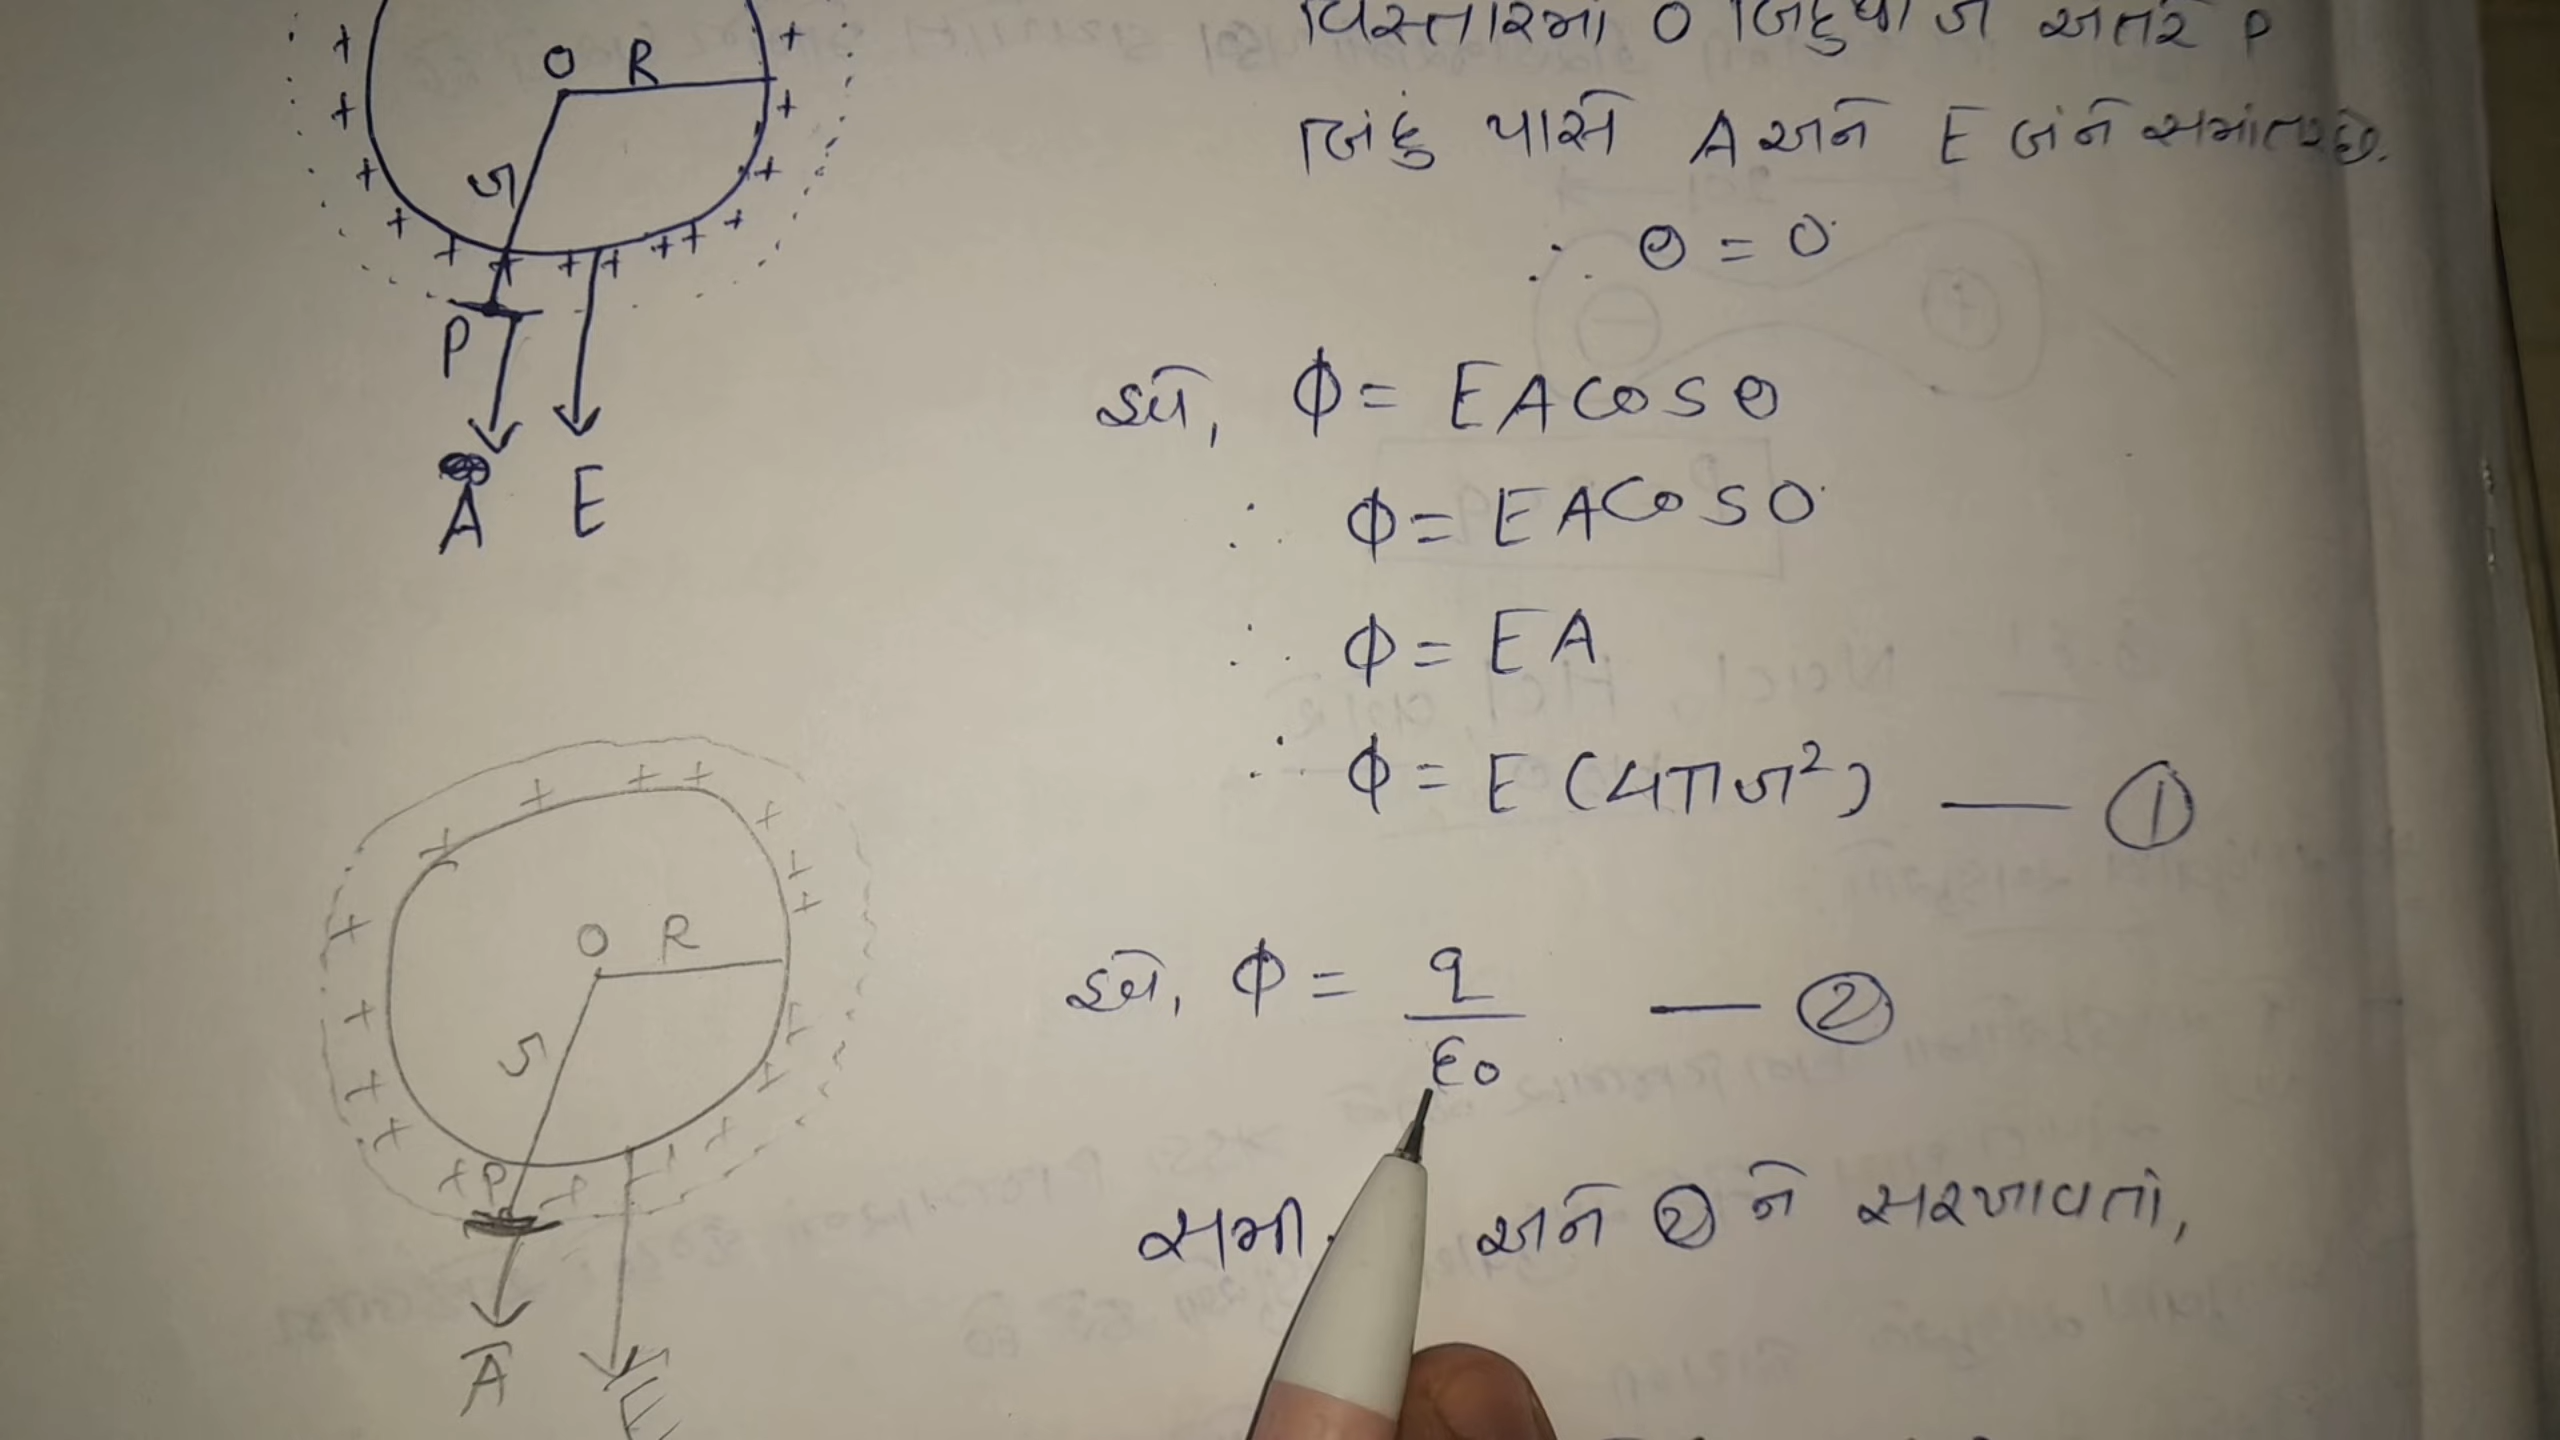 વિસ્તારમાં O બિંદુથી r અંતરે P
બિંદુ પાસે A અને E બંને સમાંતર છે.
∴ θ = 0
હવે, Φ = EA cos θ
∴ Φ = EA cos 0
∴ Φ = EA
∴ Φ = E (4πr²) — ①
હવે, Φ = q/ε0 — ②
સમી. અને ② ને સરખાવતાં,
O R
r
P
A E
O R
r
P
A
E